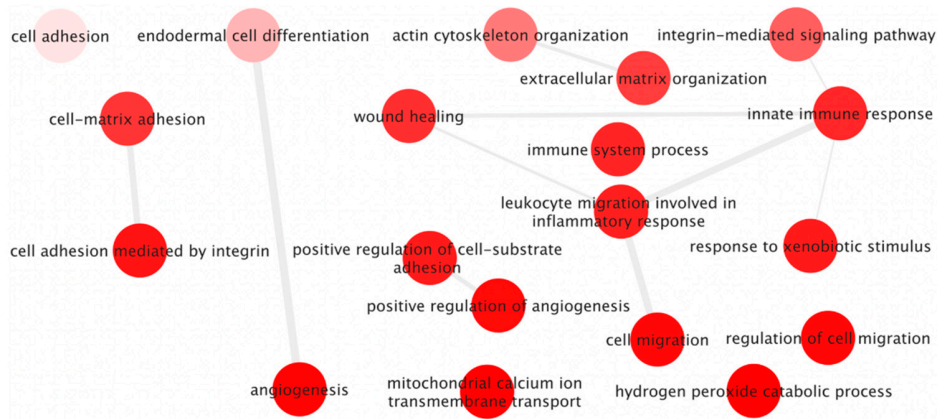 cell adhesion
endodermal cell differentiation
actin cytoskeleton organization
integrin-mediated signaling pathway
extracellular matrix organization
cell-matrix adhesion
wound healing
innate immune response
immune system process
leukocyte migration involved in
inflammatory response
cell adhesion mediated by integrin
positive regulation of cell-substrate
adhesion
response to xenobiotic stimulus
positive regulation of angiogenesis
cell migration
regulation of cell migration
angiogenesis
mitochondrial calcium ion
transmembrane transport
hydrogen peroxide catabolic process